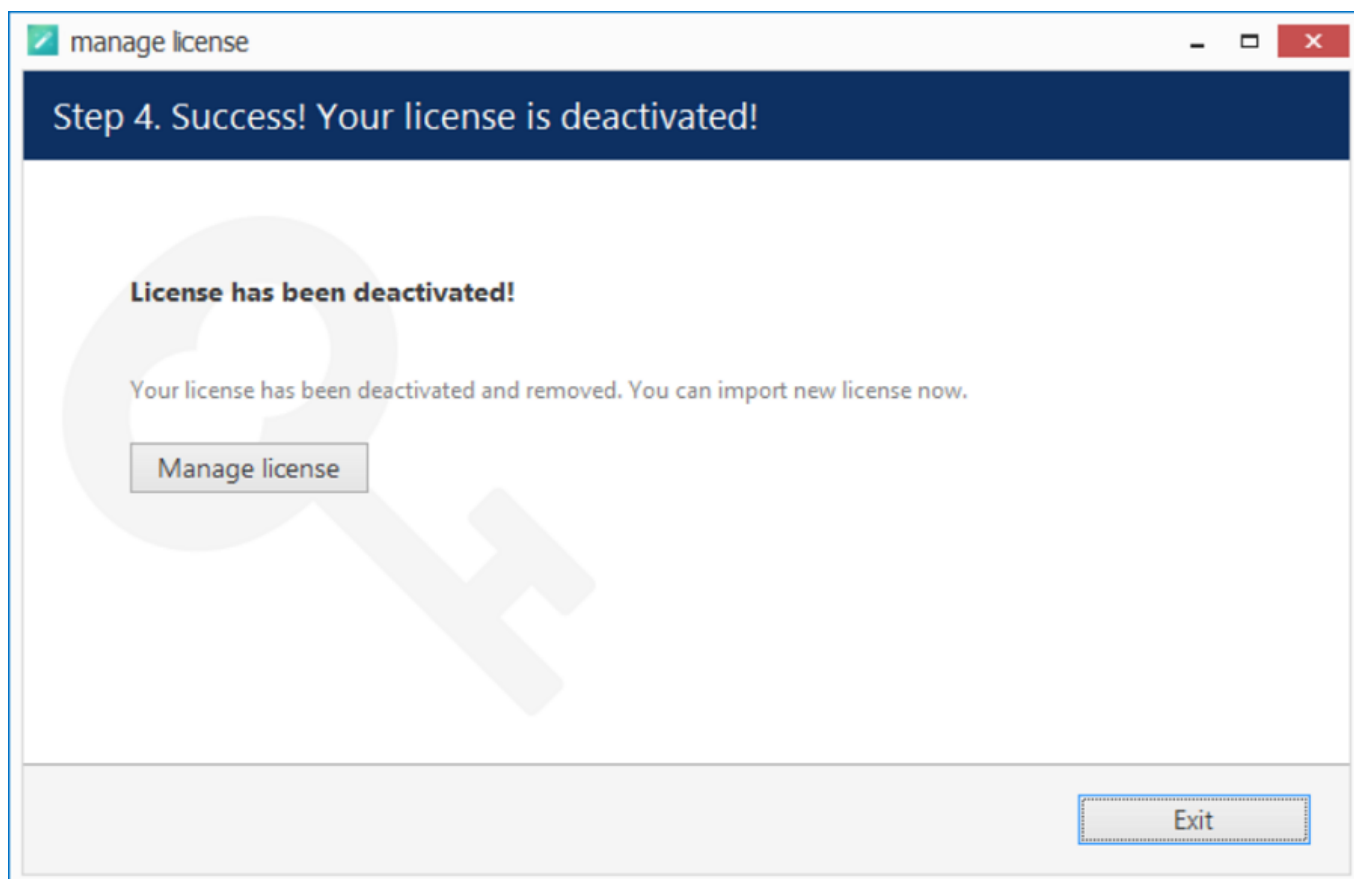 manage license
Step 4. Success! Your license is deactivated!
License has been deactivated!
Your license has been deactivated and removed. You can import new license now.
Manage license
Exit